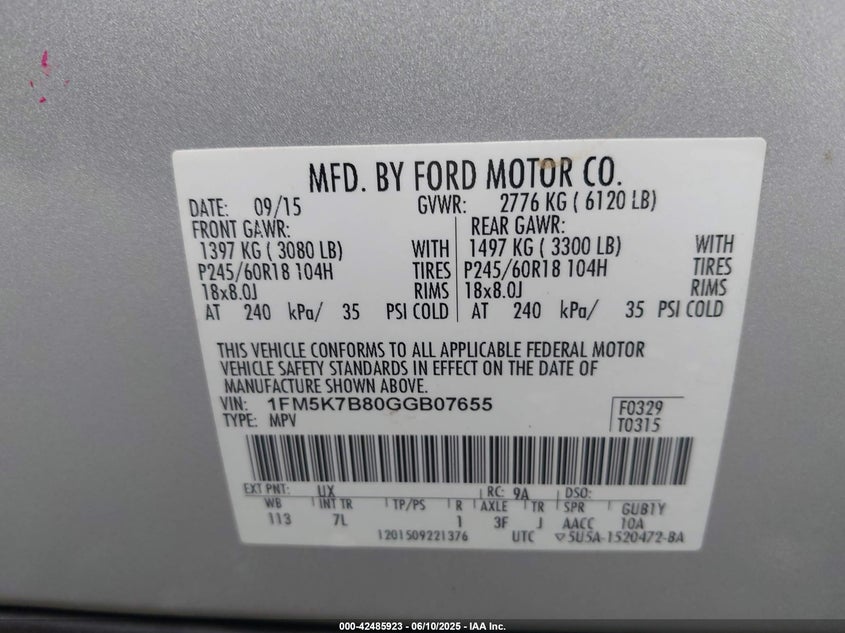 MFD. BY FORD MOTOR CO.
DATE: 09/15 GVWR: 2776 KG ( 6120 LB)
FRONT GAWR: REAR GAWR:
1397 KG ( 3080 LB) WITH 1497 KG ( 3300 LB) WITH
P245/60R18 104H TIRES P245/60R18 104H TIRES
18x8.0J RIMS 18x8.0J RIMS
AT 240 kPa/ 35 PSI COLD AT 240 kPa/ 35 PSI COLD
THIS VEHICLE CONFORMS TO ALL APPLICABLE FEDERAL MOTOR
VEHICLE SAFETY STANDARDS IN EFFECT ON THE DATE OF
MANUFACTURE SHOWN ABOVE.
VIN: 1FM5K7B80GGB07655 F0329
TYPE: MPV T0315
EXT PNT: UX RC: 9A DSO:
WB INT TR TP/PS R AXLE TR SPR GUB1Y
113 7L 1 3F J AACC 10A
1201509221376 UTC ▽5U5A-1520472-BA
000-42485923 - 06/10/2025 - IAA Inc.